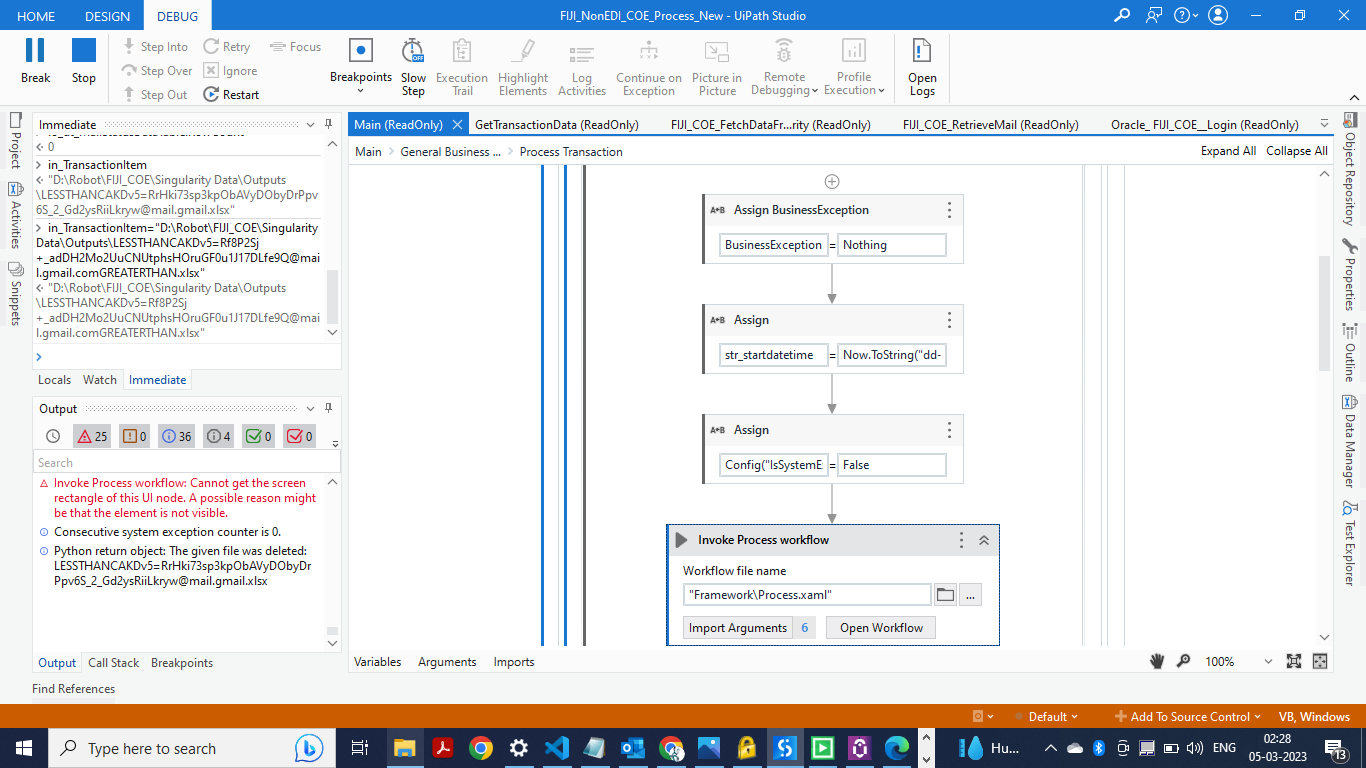 HOME
DESIGN
DEBUG
FIJI_NonEDI_COE_Process_New - UiPath Studio
Break
Stop
Step Into
Step Over
Step Out
Retry
Ignore
Restart
Focus
Breakpoints
Slow
Step
Execution
Trail
Highlight
Elements
Log
Activities
Continue on
Exception
Picture in
Picture
Remote
Debugging
Profile
Execution
Open
Logs
Project
Activities
Snippets
Immediate
0
in_TransactionItem
"D:\Robot\FIJI_COE\Singularity Data\Outputs
\LESSTHANCAKDv5=RrHki73sp3kpObAVyDObyDrPpv
6S_2_Gd2ysRiiLkryw@mail.gmail.xlsx"
in_TransactionItem="D:\Robot\FIJI_COE\Singularity
Data\Outputs\LESSTHANCAKDv5=Rf8P2Sj
+_adDH2Mo2UuCNUtphsHOruGF0u1J17DLfe9Q@mai
l.gmail.comGREATERTHAN.xlsx"
"D:\Robot\FIJI_COE\Singularity Data\Outputs
\LESSTHANCAKDv5=Rf8P2Sj
+_adDH2Mo2UuCNUtphsHOruGF0u1J17DLfe9Q@mai
l.gmail.comGREATERTHAN.xlsx"
Locals
Watch
Immediate
Output
25
0
36
4
0
0
Search
Invoke Process workflow: Cannot get the screen
rectangle of this UI node. A possible reason might
be that the element is not visible.
Consecutive system exception counter is 0.
Python return object: The given file was deleted:
LESSTHANCAKDv5=RrHki73sp3kpObAVyDObyDr
Ppv6S_2_Gd2ysRiiLkryw@mail.gmail.xlsx
Output
Call Stack
Breakpoints
Find References
Main (ReadOnly)
GetTransactionData (ReadOnly)
FIJI_COE_FetchDataFr...rity (ReadOnly)
FIJI_COE_RetrieveMail (ReadOnly)
Oracle_ FIJI_COE__Login (ReadOnly)
Main
General Business ...
Process Transaction
Expand All
Collapse All
A+B Assign BusinessException
BusinessException = Nothing
A+B Assign
str_startdatetime = Now.ToString("dd-
A+B Assign
Config("IsSystemE = False
Invoke Process workflow
Workflow file name
"Framework\Process.xaml"
...
Import Arguments 6
Open Workflow
Variables
Arguments
Imports
100%
Object Repository
Properties
Outline
Data Manager
Test Explorer
Default
Add To Source Control
VB, Windows
Type here to search
Hu...
ENG
02:28
05-03-2023
13